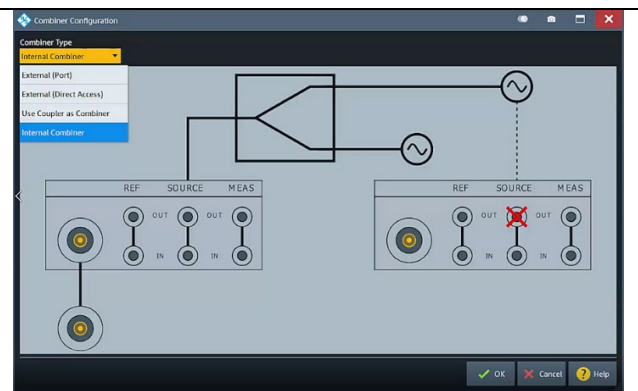 Combiner Configuration
Combiner Type
Internal Combiner
External (Port)
External (Direct Access)
Use Coupler as Combiner
Internal Combiner
REF SOURCE MEAS
OUT OUT
IN IN
REF SOURCE MEAS
OUT OUT
IN IN
OK Cancel ? Help